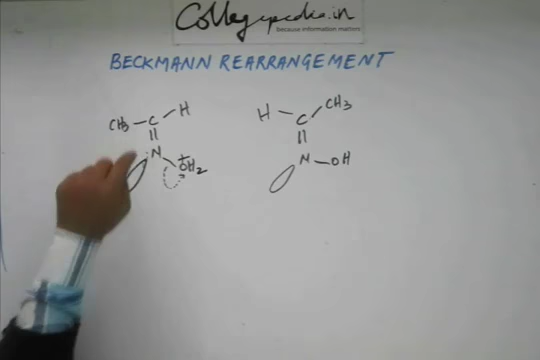 Collegepedia.in
because information matters
BECKMANN REARRANGEMENT
CH3 – C – H
||
N – +OH2
H – C – CH3
||
N – OH